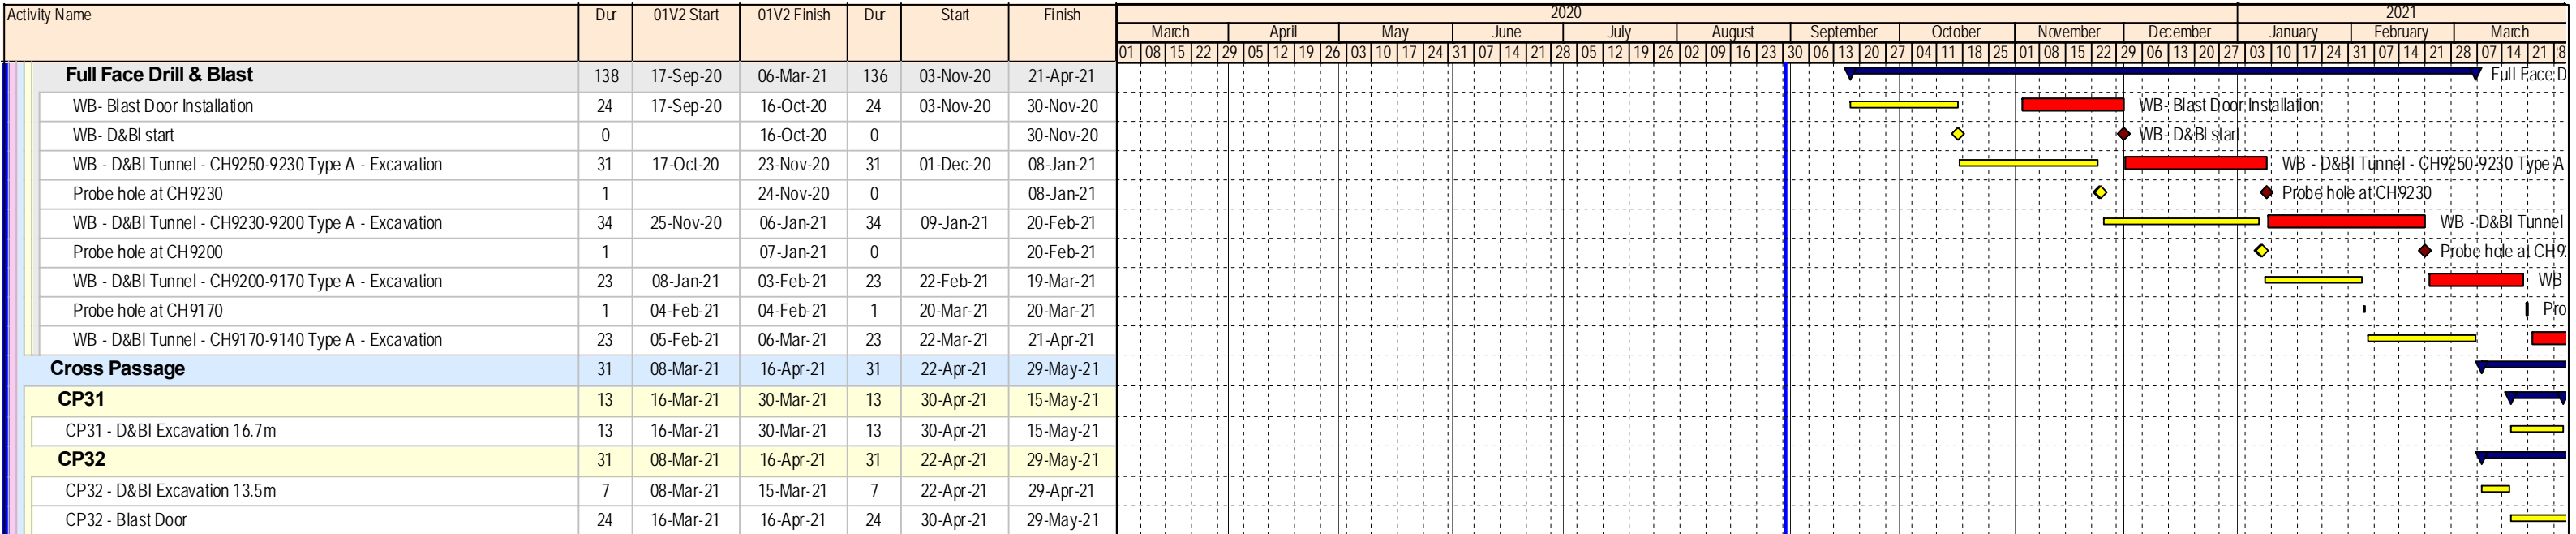 Activity Name Dur 01V2 Start 01V2 Finish Dur Start Finish 2020 2021
March April May June July August September October November December January February March
01 08 15 22 29 05 12 19 26 03 10 17 24 31 07 14 21 28 05 12 19 26 02 09 16 23 30 06 13 20 27 04 11 18 25 01 08 15 22 29 06 13 20 27 03 10 17 24 31 07 14 21 28 07 14 21 '8
Full Face Drill & Blast 138 17-Sep-20 06-Mar-21 136 03-Nov-20 21-Apr-21 Full Face D
WB- Blast Door Installation 24 17-Sep-20 16-Oct-20 24 03-Nov-20 30-Nov-20 WB- Blast Door Installation
WB- D&Bl start 0 16-Oct-20 0 30-Nov-20 WB- D&Bl start
WB - D&Bl Tunnel - CH9250-9230 Type A - Excavation 31 17-Oct-20 23-Nov-20 31 01-Dec-20 08-Jan-21 WB - D&Bl Tunnel - CH9250-9230 Type A
Probe hole at CH9230 1 24-Nov-20 0 08-Jan-21 Probe hole at CH9230
WB - D&Bl Tunnel - CH9230-9200 Type A - Excavation 34 25-Nov-20 06-Jan-21 34 09-Jan-21 20-Feb-21 WB - D&Bl Tunnel
Probe hole at CH9200 1 07-Jan-21 0 20-Feb-21 Probe hole at CH9
WB - D&Bl Tunnel - CH9200-9170 Type A - Excavation 23 08-Jan-21 03-Feb-21 23 22-Feb-21 19-Mar-21 WB
Probe hole at CH9170 1 04-Feb-21 04-Feb-21 1 20-Mar-21 20-Mar-21 Pro
WB - D&Bl Tunnel - CH9170-9140 Type A - Excavation 23 05-Feb-21 06-Mar-21 23 22-Mar-21 21-Apr-21
Cross Passage 31 08-Mar-21 16-Apr-21 31 22-Apr-21 29-May-21
CP31 13 16-Mar-21 30-Mar-21 13 30-Apr-21 15-May-21
CP31 - D&Bl Excavation 16.7m 13 16-Mar-21 30-Mar-21 13 30-Apr-21 15-May-21
CP32 31 08-Mar-21 16-Apr-21 31 22-Apr-21 29-May-21
CP32 - D&Bl Excavation 13.5m 7 08-Mar-21 15-Mar-21 7 22-Apr-21 29-Apr-21
CP32 - Blast Door 24 16-Mar-21 16-Apr-21 24 30-Apr-21 29-May-21